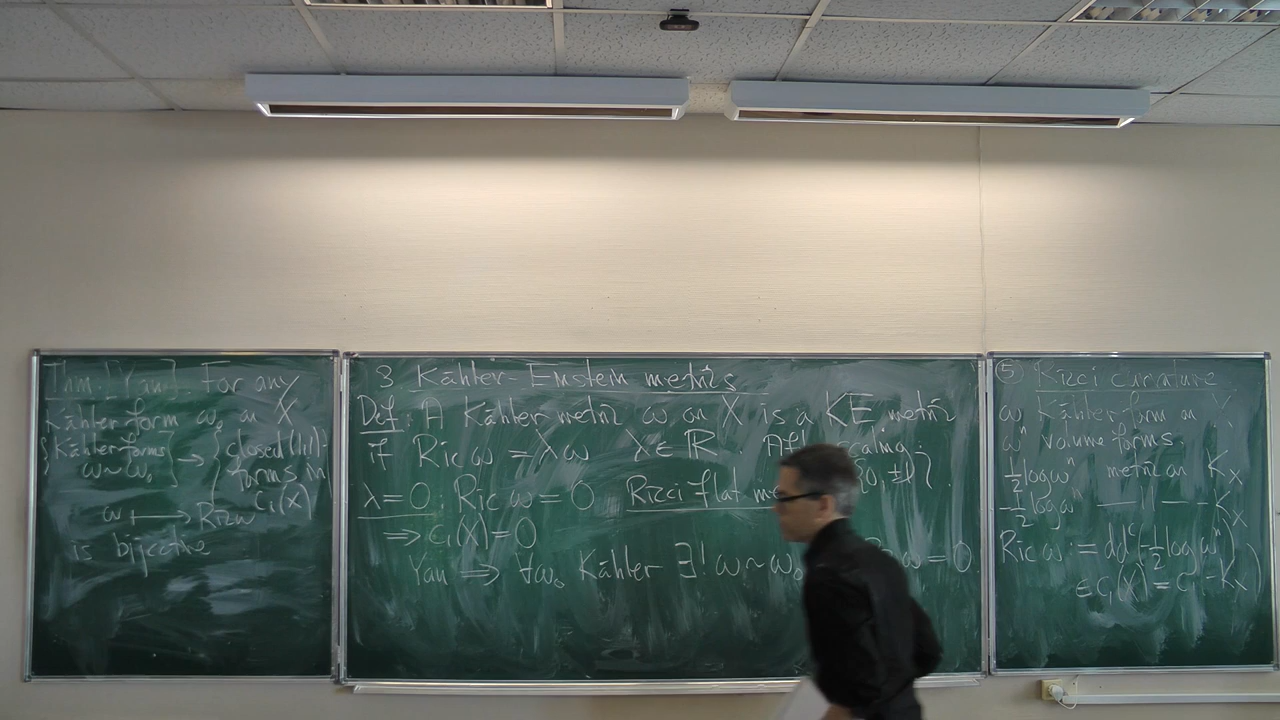 Thm. [Yau]. For any
Kähler form ω₀ on X
{Kähler forms ω~ω₀} → {closed (1,1)-forms in c₁(X)}
ω ⟼ Ric ω
is bijective
3 Kähler-Einstein metrics
Def: A Kähler metric ω on X is a KE metric
if Ric ω = λω λ∈ℝ. scaling
λ=0 Ric ω = 0 Ricci flat
⇒ c₁(X)=0
Yau ⇒ ∀ω₀ Kähler ∃! ω~ω₀ ω=0
⑤ Ricci curvature
ω Kähler form on X
ωⁿ volume forms
½ log ωⁿ metric on K_X
-½ log ωⁿ — — -K_X
Ric ω = dd^c(-½ log ωⁿ)
∈ c₁(X) = c₁(-K_X)